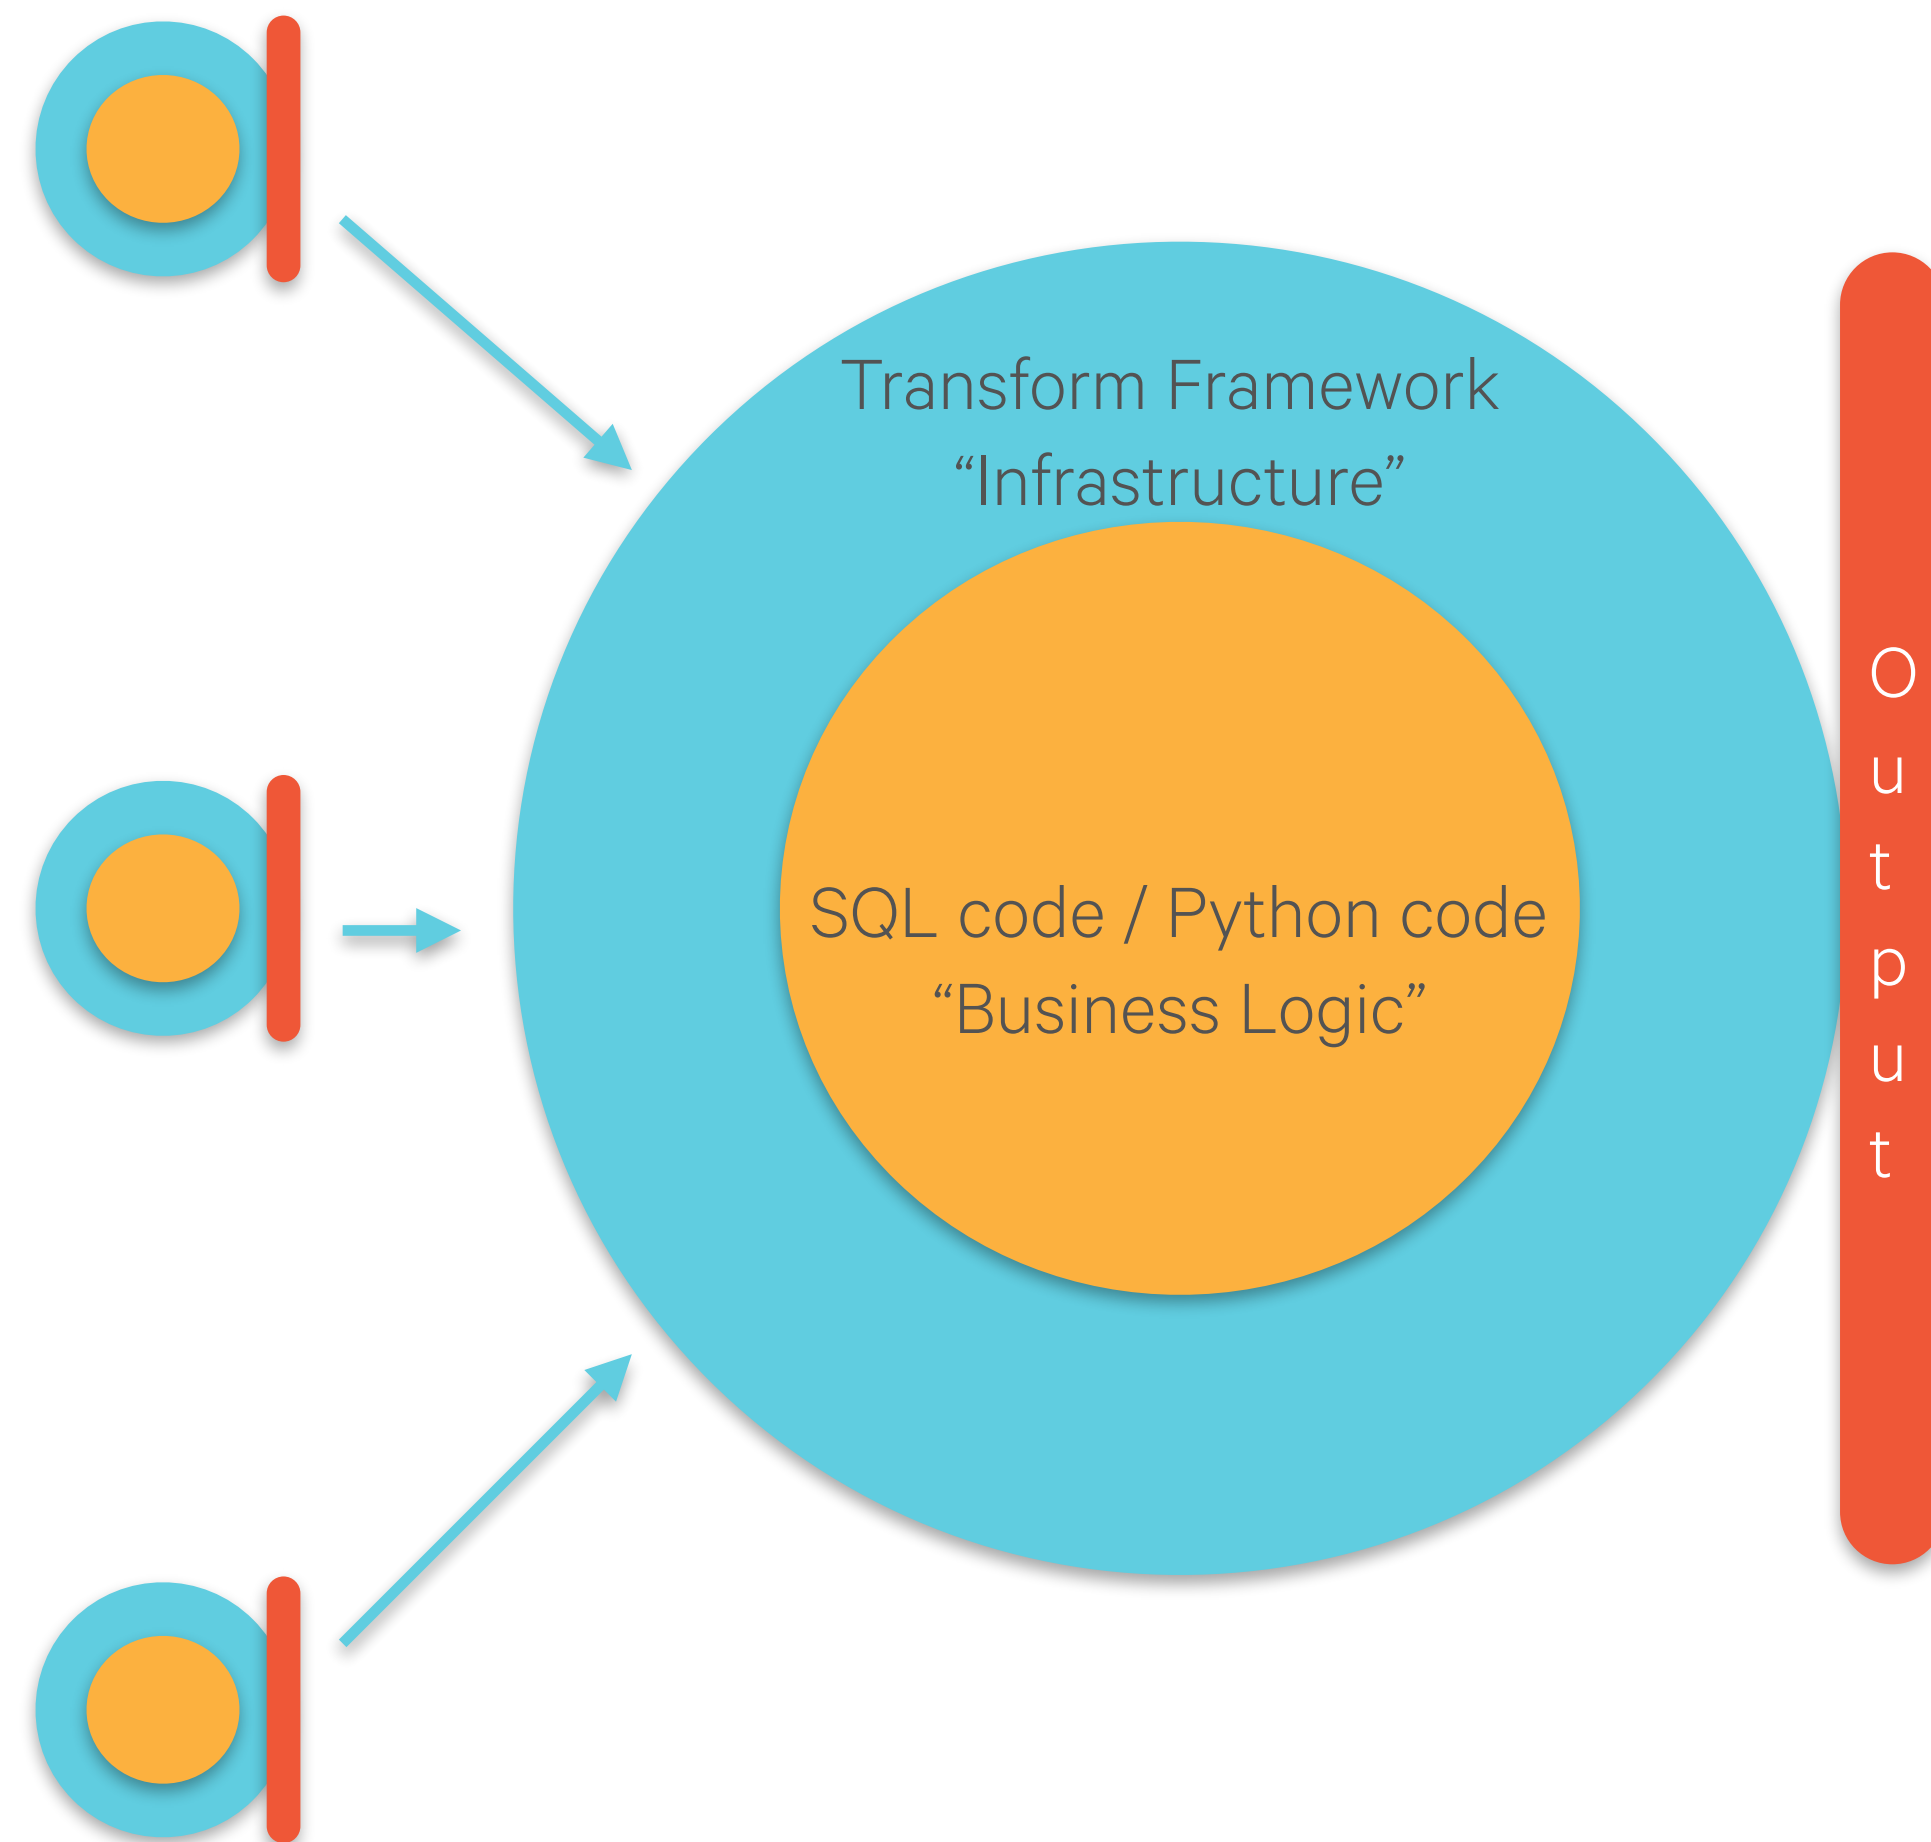 Transform Framework
“Infrastructure”
SQL code / Python code
“Business Logic”
O
u
t
p
u
t